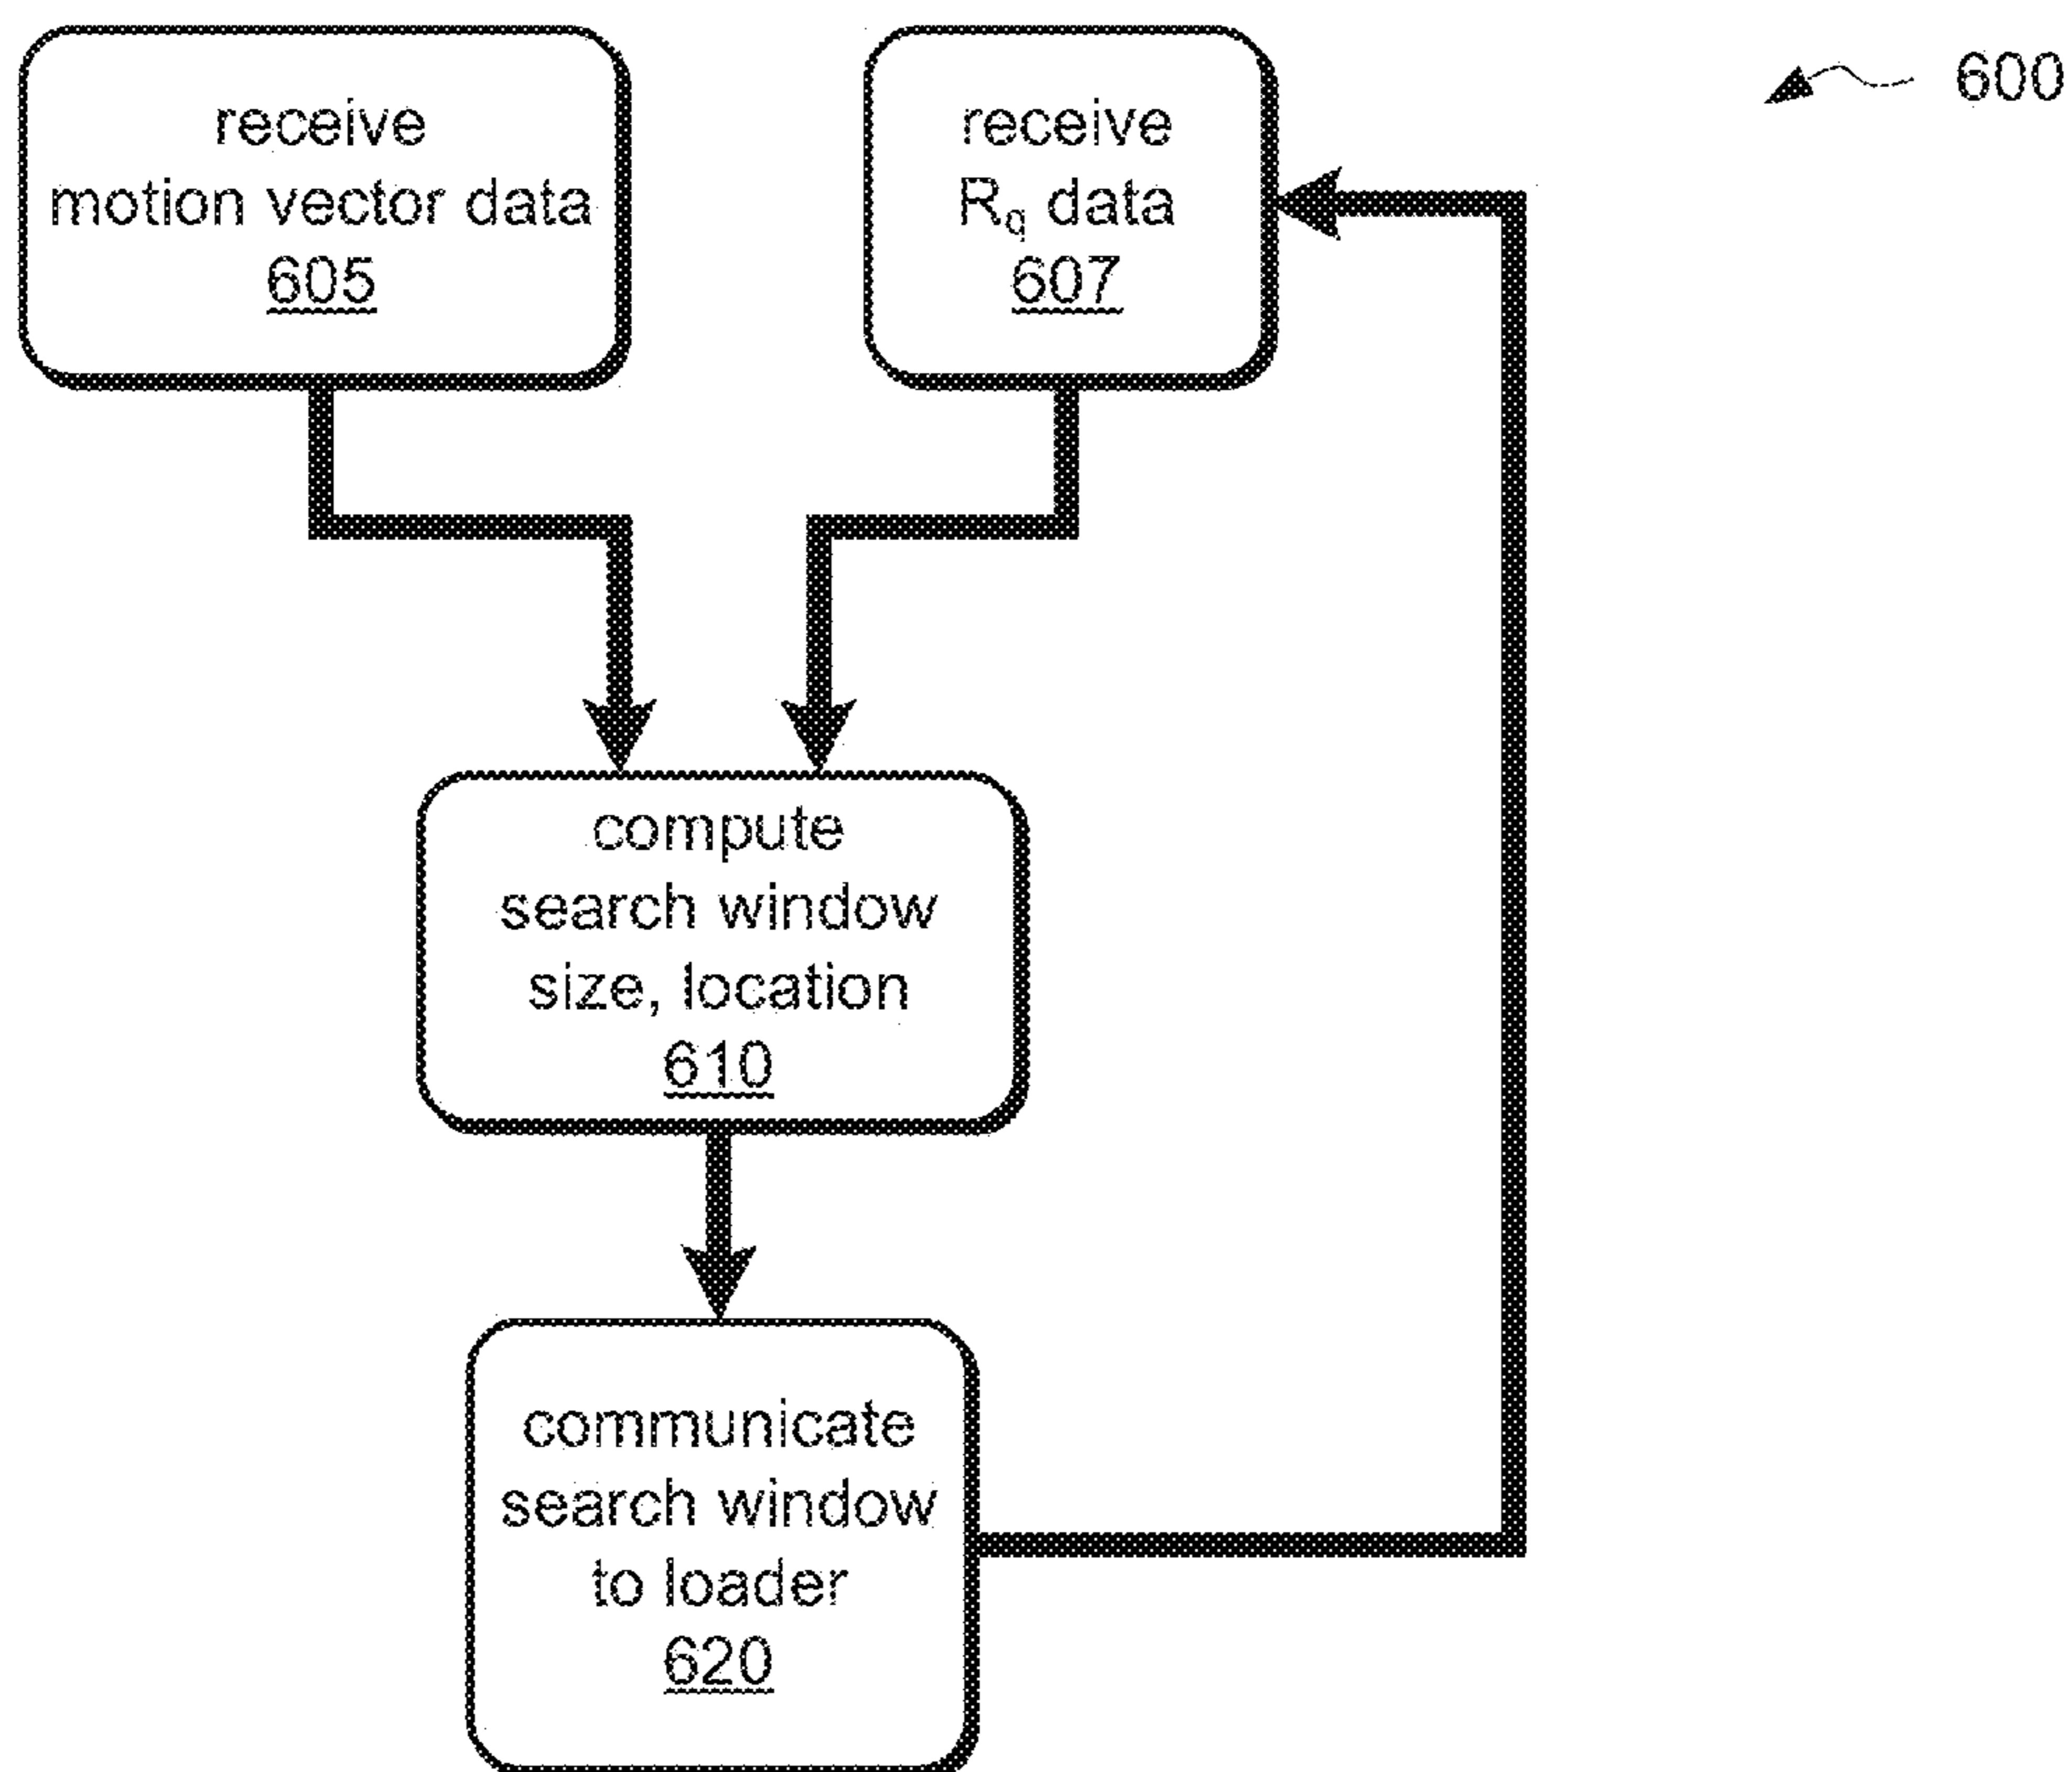 receive
motion vector data
605
receive
Rq data
607
600
compute
search window
size, location
610
communicate
search window
to loader
620